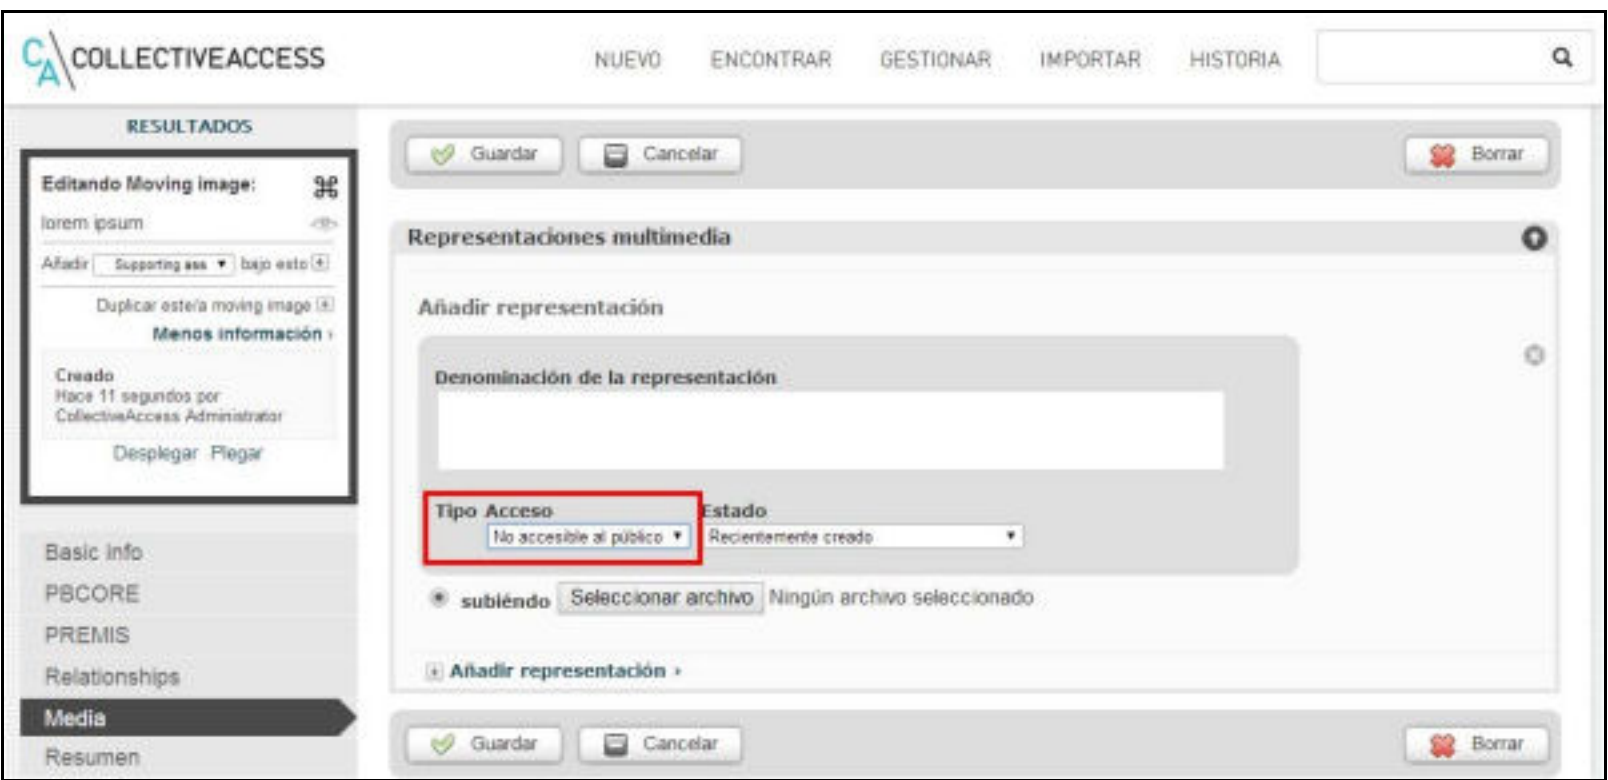 CA COLLECTIVEACCESS
NUEVO ENCONTRAR GESTIONAR IMPORTAR HISTORIA
RESULTADOS
Editando Moving image:
lorem ipsum
Añadir Supporting ass bajo esto
Duplicar este/a moving image
Menos información ›
Creado
Hace 11 segundos por
CollectiveAccess Administrator
Desplegar Plegar
Basic info
PBCORE
PREMIS
Relationships
Media
Resumen
Guardar Cancelar Borrar
Representaciones multimedia
Añadir representación
Denominación de la representación
Tipo Acceso Estado
No accesible al público Recientemente creado
subiéndo Seleccionar archivo Ningún archivo seleccionado
Añadir representación ›
Guardar Cancelar Borrar